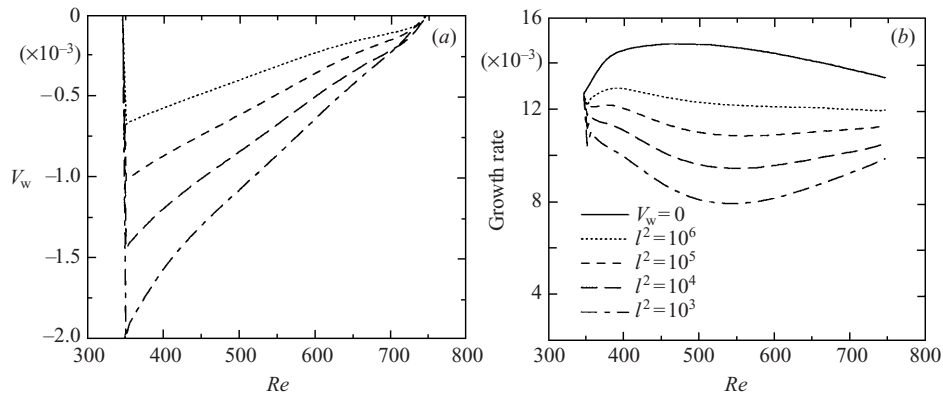 0
(×10⁻³)
−0.5
V_w
−1.0
−1.5
−2.0
300 400 500 600 700 800
Re
(a)
16
(×10⁻³)
12
Growth rate
8
4
300 400 500 600 700 800
Re
(b)
V_w = 0
l² = 10⁶
l² = 10⁵
l² = 10⁴
l² = 10³